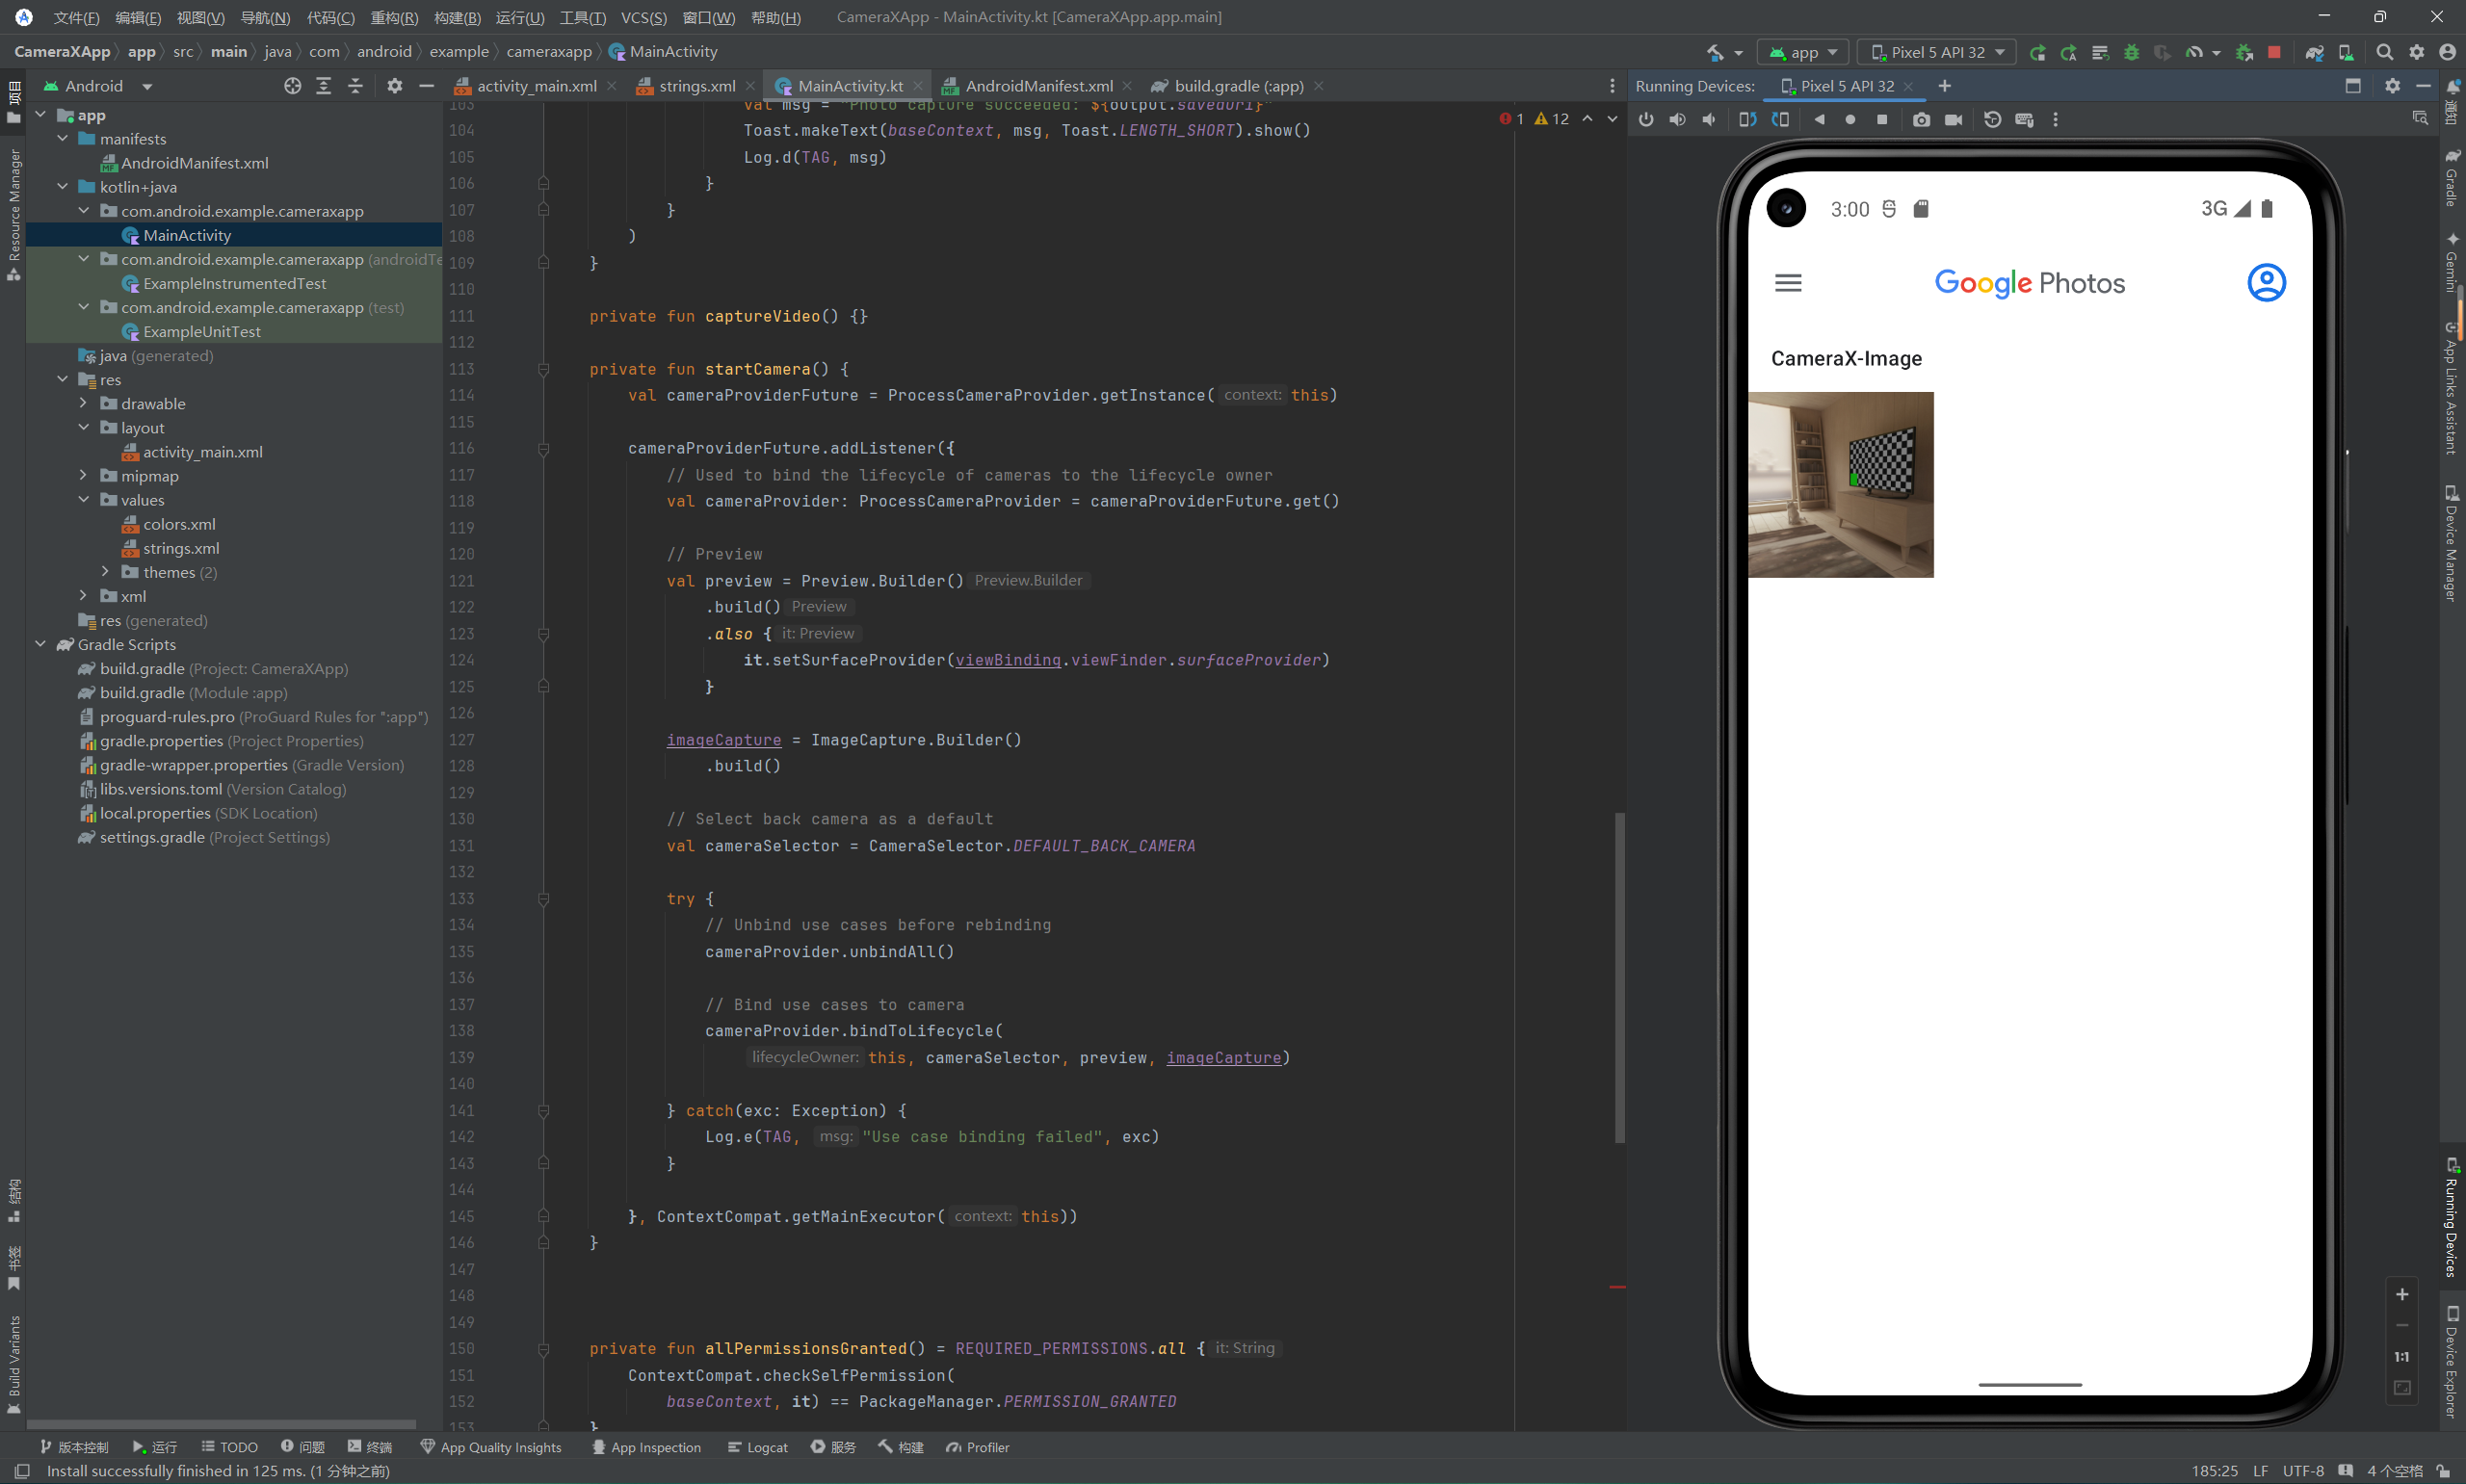 文件(F) 编辑(E) 视图(V) 导航(N) 代码(C) 重构(R) 构建(B) 运行(U) 工具(T) VCS(S) 窗口(W) 帮助(H) CameraXApp - MainActivity.kt [CameraXApp.app.main]
CameraXApp app src main java com android example cameraxapp MainActivity
app Pixel 5 API 32
项目
Resource Manager
结构
书签
Build Variants
Android
app
manifests
AndroidManifest.xml
kotlin+java
com.android.example.cameraxapp
MainActivity
com.android.example.cameraxapp (androidTe
ExampleInstrumentedTest
com.android.example.cameraxapp (test)
ExampleUnitTest
java (generated)
res
drawable
layout
activity_main.xml
mipmap
values
colors.xml
strings.xml
themes (2)
xml
res (generated)
Gradle Scripts
build.gradle (Project: CameraXApp)
build.gradle (Module :app)
proguard-rules.pro (ProGuard Rules for ":app")
gradle.properties (Project Properties)
gradle-wrapper.properties (Gradle Version)
libs.versions.toml (Version Catalog)
local.properties (SDK Location)
settings.gradle (Project Settings)
activity_main.xml strings.xml MainActivity.kt AndroidManifest.xml build.gradle (:app)
1 12
103 val msg = "Photo capture succeeded: ${output.savedUri}"
104 Toast.makeText(baseContext, msg, Toast.LENGTH_SHORT).show()
105 Log.d(TAG, msg)
106 }
107 }
108 )
109 }
110
111 private fun captureVideo() {}
112
113 private fun startCamera() {
114 val cameraProviderFuture = ProcessCameraProvider.getInstance( context: this)
115
116 cameraProviderFuture.addListener({
117 // Used to bind the lifecycle of cameras to the lifecycle owner
118 val cameraProvider: ProcessCameraProvider = cameraProviderFuture.get()
119
120 // Preview
121 val preview = Preview.Builder() Preview.Builder
122 .build() Preview
123 .also { it: Preview
124 it.setSurfaceProvider(viewBinding.viewFinder.surfaceProvider)
125 }
126
127 imageCapture = ImageCapture.Builder()
128 .build()
129
130 // Select back camera as a default
131 val cameraSelector = CameraSelector.DEFAULT_BACK_CAMERA
132
133 try {
134 // Unbind use cases before rebinding
135 cameraProvider.unbindAll()
136
137 // Bind use cases to camera
138 cameraProvider.bindToLifecycle(
139 lifecycleOwner: this, cameraSelector, preview, imageCapture)
140
141 } catch(exc: Exception) {
142 Log.e(TAG, msg: "Use case binding failed", exc)
143 }
144
145 }, ContextCompat.getMainExecutor( context: this))
146 }
147
148
149
150 private fun allPermissionsGranted() = REQUIRED_PERMISSIONS.all { it: String
151 ContextCompat.checkSelfPermission(
152 baseContext, it) == PackageManager.PERMISSION_GRANTED
153 }
Running Devices: Pixel 5 API 32
3:00 3G
Google Photos
CameraX-Image
1:1
通知
Gradle
Gemini
App Links Assistant
Device Manager
Running Devices
Device Explorer
版本控制 运行 TODO 问题 终端 App Quality Insights App Inspection Logcat 服务 构建 Profiler
Install successfully finished in 125 ms. (1 分钟之前)
185:25 LF UTF-8 4 个空格